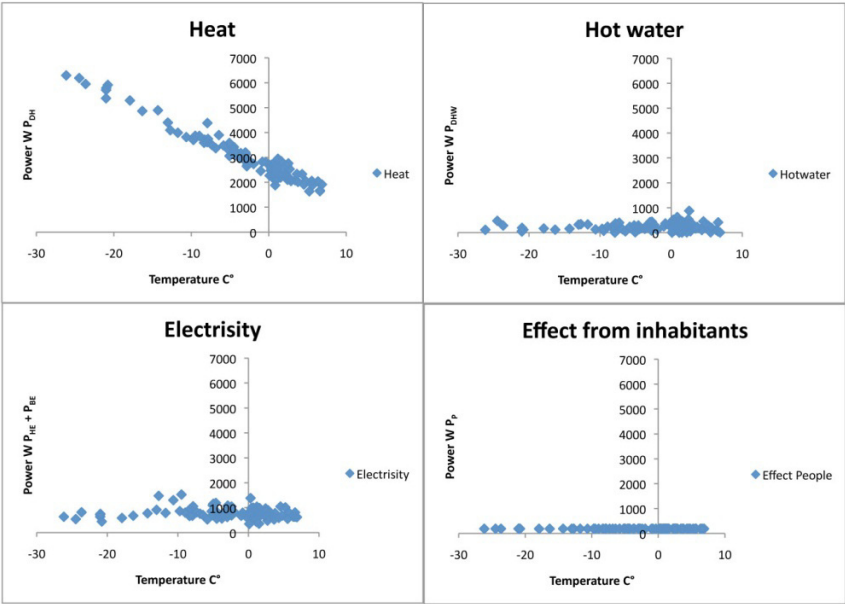 Heat
7000
6000
5000
4000
3000
2000
1000
0
-30 -20 -10 0 10
Power W P_DH
Temperature C°
Heat
Hot water
7000
6000
5000
4000
3000
2000
1000
0
-30 -20 -10 0 10
Power W P_DHW
Temperature C°
Hotwater
Electrisity
7000
6000
5000
4000
3000
2000
1000
0
-30 -20 -10 0 10
Power W P_HE + P_BE
Temperature C°
Electrisity
Effect from inhabitants
7000
6000
5000
4000
3000
2000
1000
0
-30 -20 -10 0 10
Power W P_P
Temperature C°
Effect People